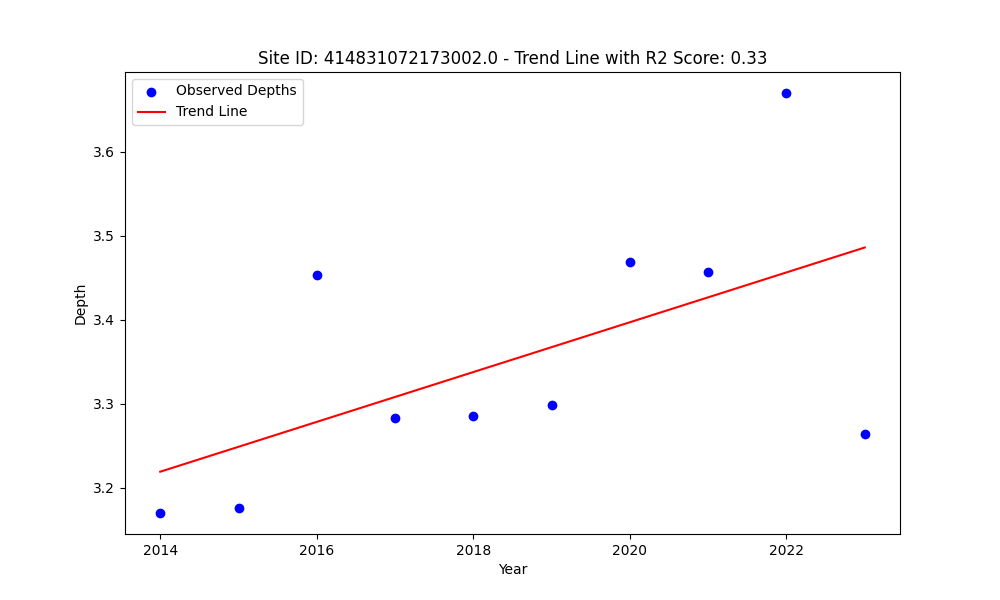 Site ID: 414831072173002.0 - Trend Line with R2 Score: 0.33
Observed Depths
Trend Line
3.6
3.5
3.4
3.3
3.2
Depth
2014
2016
2018
2020
2022
Year